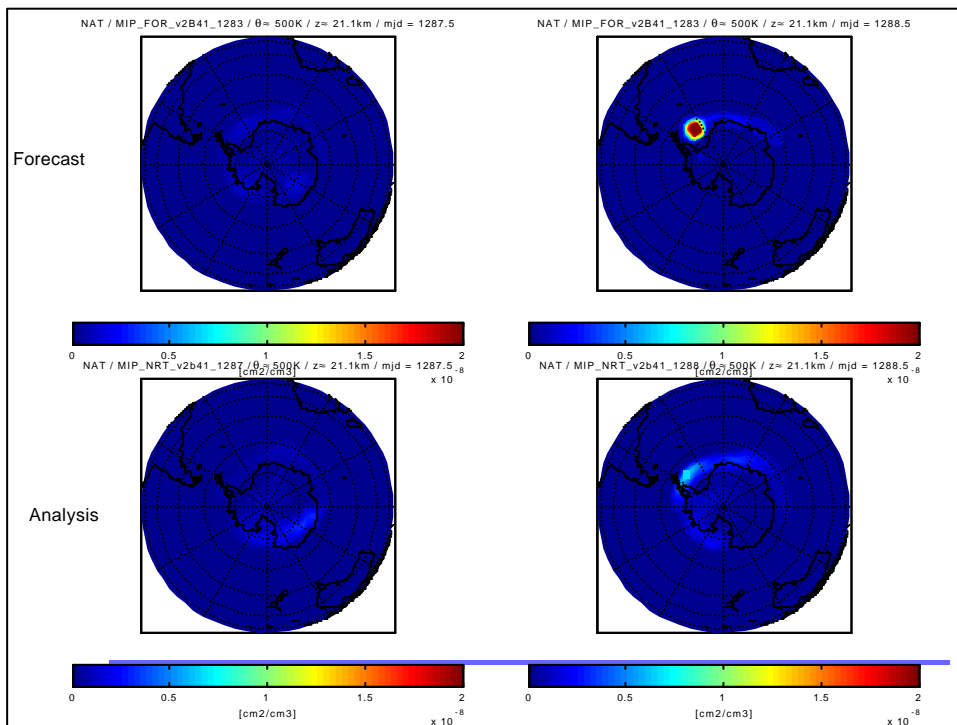 NAT / MIP_FOR_v2B41_1283 / θ≈ 500K / z≈ 21.1km / mjd = 1287.5
NAT / MIP_FOR_v2B41_1283 / θ≈ 500K / z≈ 21.1km / mjd = 1288.5
Forecast
0 0.5 1 1.5 2
x 10 -8
[cm2/cm3]
0 0.5 1 1.5 2
x 10 -8
[cm2/cm3]
NAT / MIP_NRT_v2b41_1287 / θ≈ 500K / z≈ 21.1km / mjd = 1287.5
NAT / MIP_NRT_v2b41_1288 / θ≈ 500K / z≈ 21.1km / mjd = 1288.5
Analysis
0 0.5 1 1.5 2
[cm2/cm3]
x 10 -8
0 0.5 1 1.5 2
[cm2/cm3]
x 10 -8